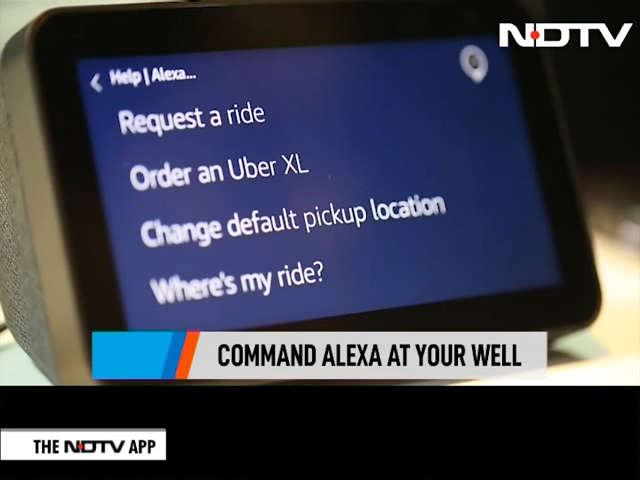 NDTV
Help | Alexa...
Request a ride
Order an Uber XL
Change default pickup location
Where's my ride?
COMMAND ALEXA AT YOUR WELL
THE NDTV APP